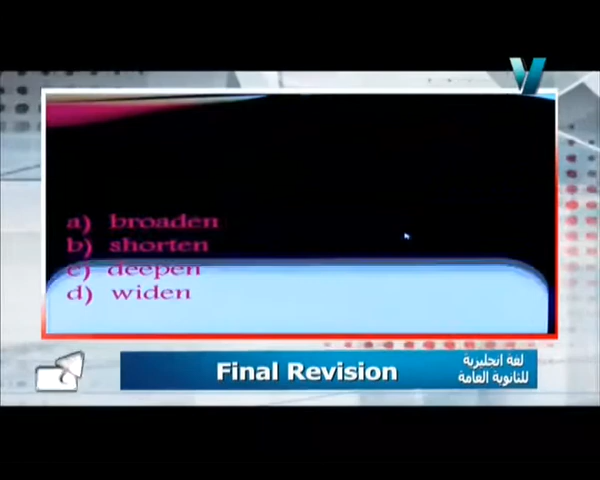 a) broaden
b) shorten
c) deepen
d) widen
Final Revision
لغة انجليزية
للثانوية العامة